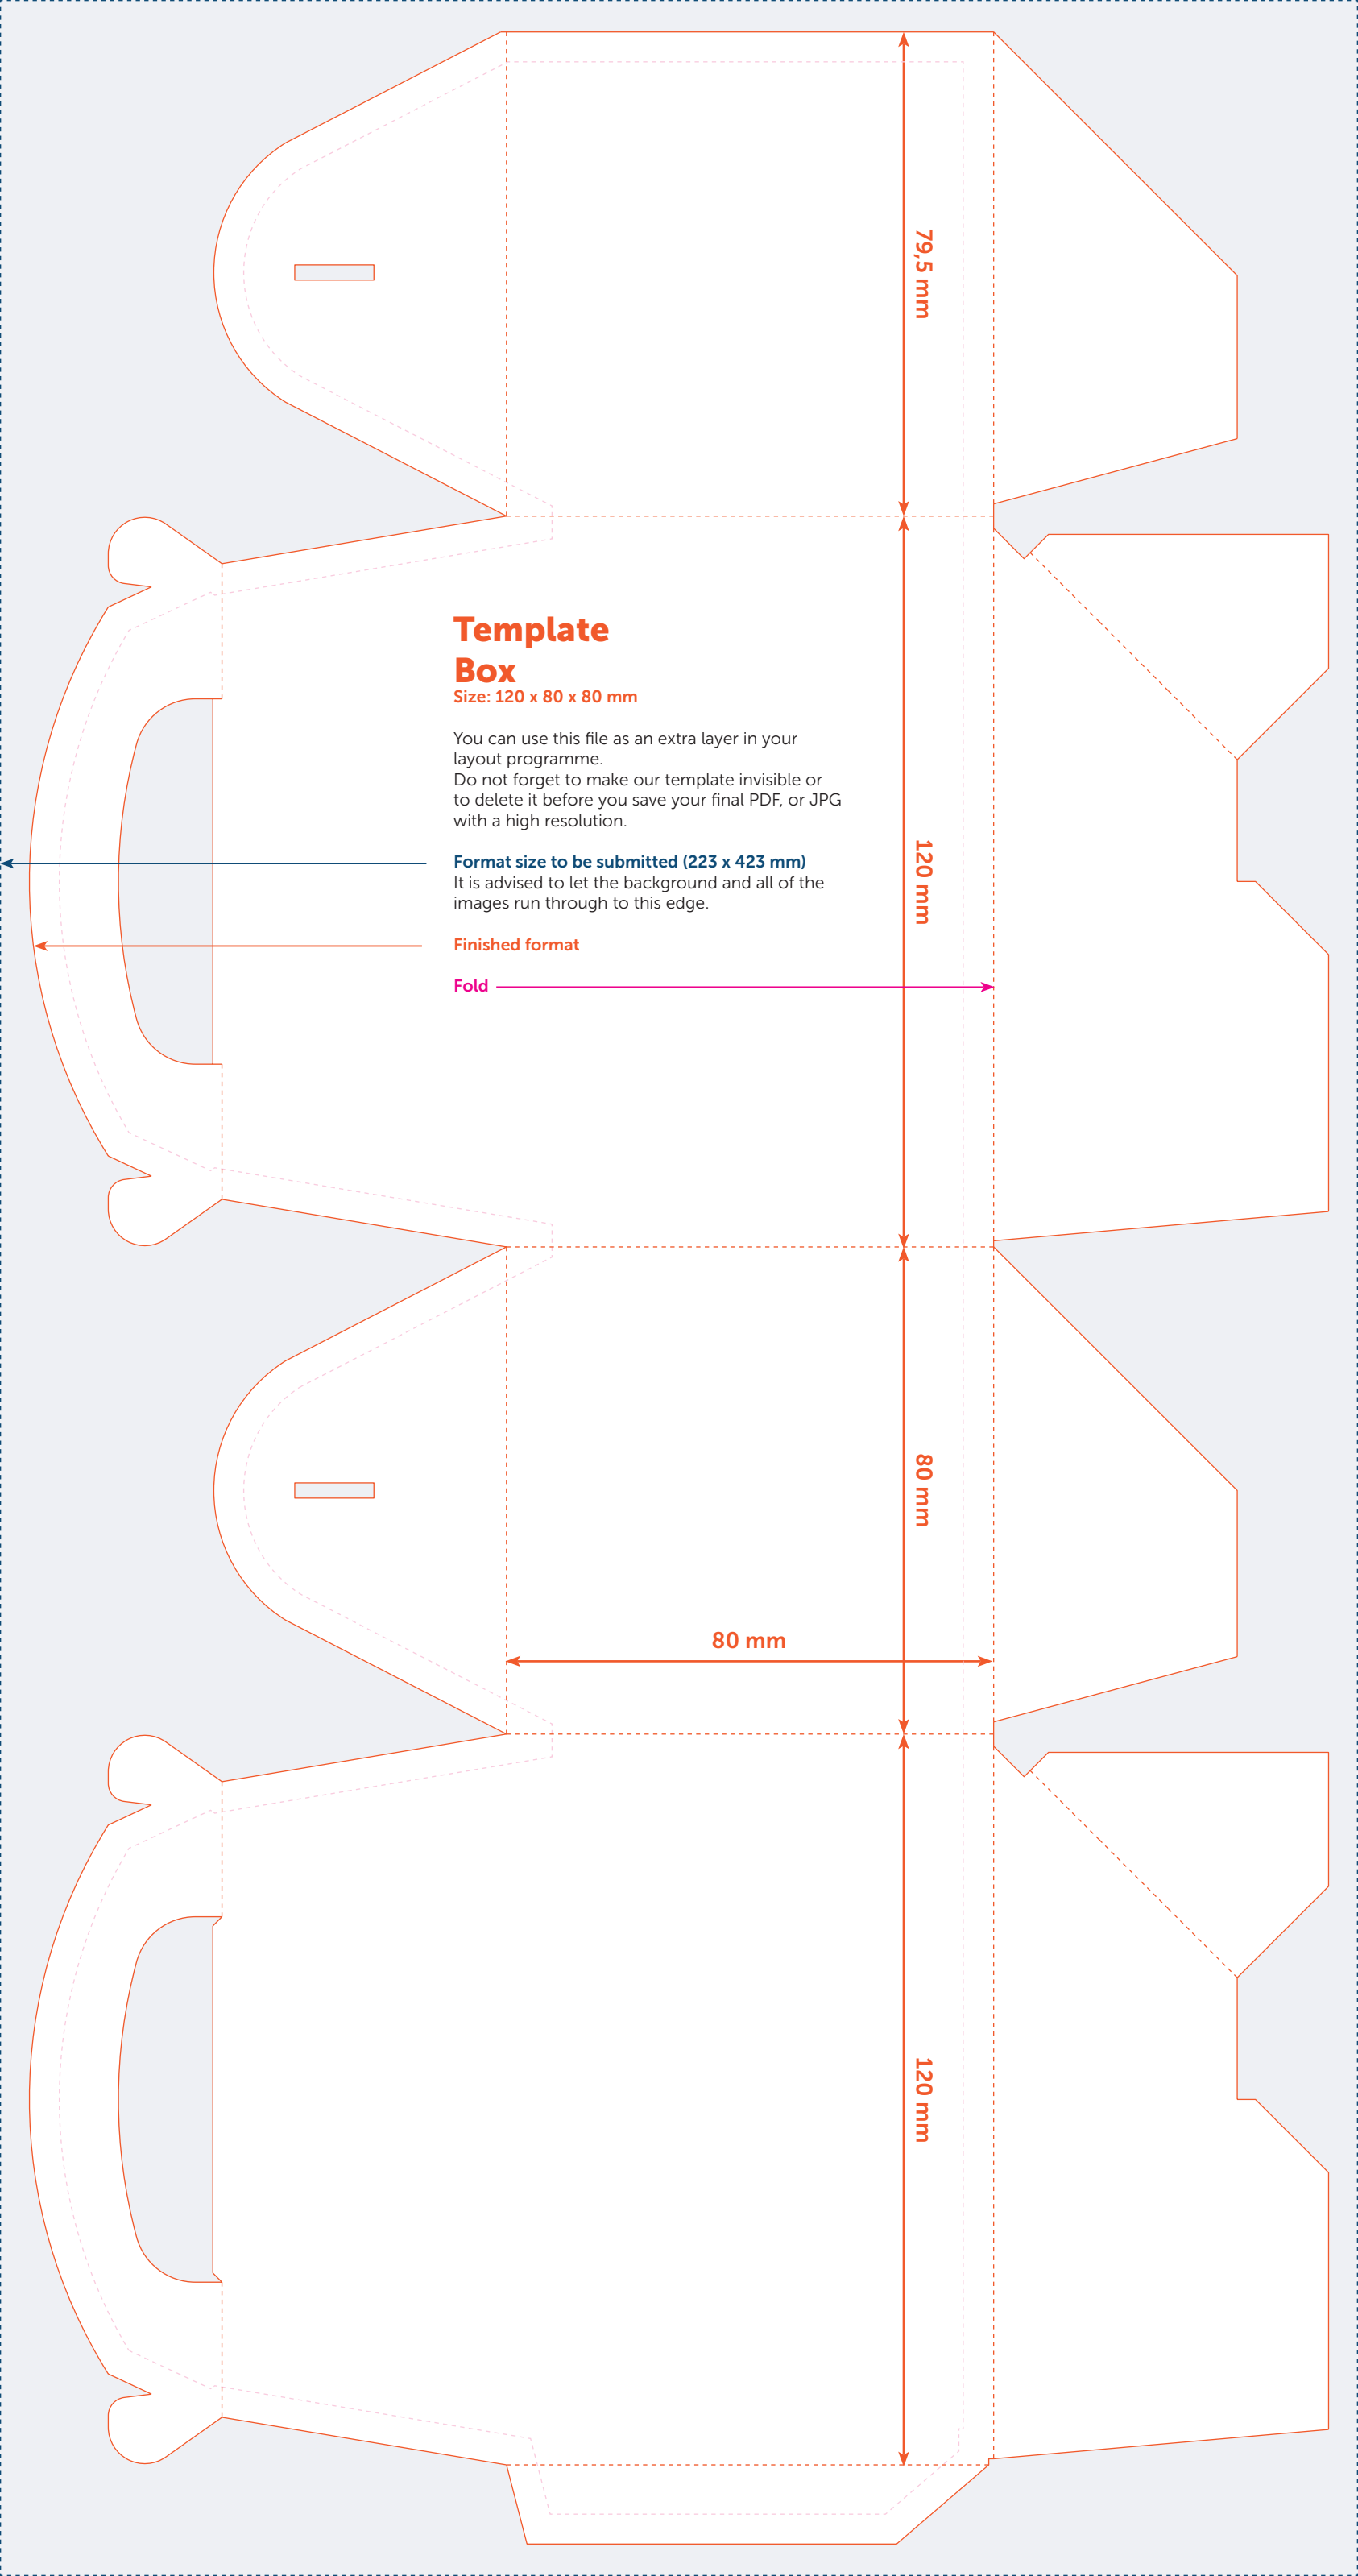 79,5 mm
Template
Box
Size: 120 x 80 x 80 mm
You can use this file as an extra layer in your
layout programme.
Do not forget to make our template invisible or
to delete it before you save your final PDF, or JPG
with a high resolution.
Format size to be submitted (223 x 423 mm)
It is advised to let the background and all of the
images run through to this edge.
Finished format
Fold
120 mm
80 mm
80 mm
120 mm